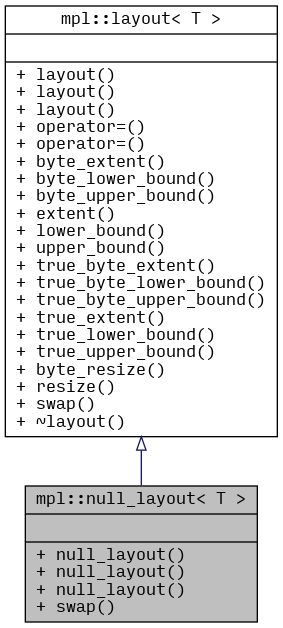 mpl::layout< T >
+ layout()
+ layout()
+ layout()
+ operator=()
+ operator=()
+ byte_extent()
+ byte_lower_bound()
+ byte_upper_bound()
+ extent()
+ lower_bound()
+ upper_bound()
+ true_byte_extent()
+ true_byte_lower_bound()
+ true_byte_upper_bound()
+ true_extent()
+ true_lower_bound()
+ true_upper_bound()
+ byte_resize()
+ resize()
+ swap()
+ ~layout()
mpl::null_layout< T >
+ null_layout()
+ null_layout()
+ null_layout()
+ swap()